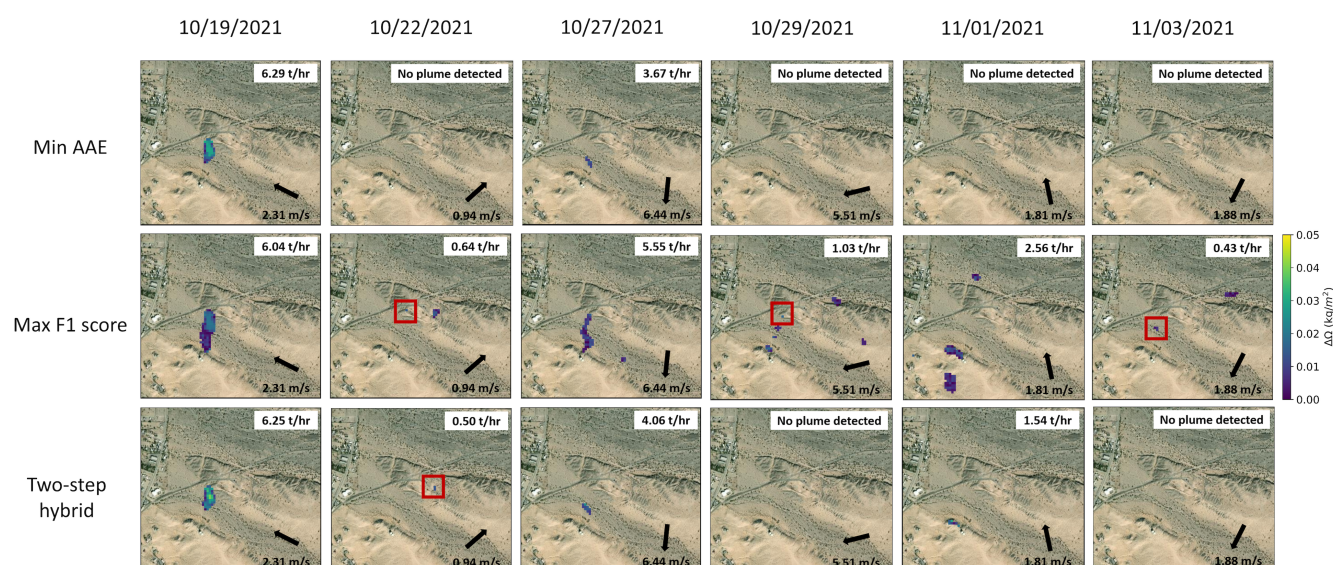 10/19/2021 10/22/2021 10/27/2021 10/29/2021 11/01/2021 11/03/2021
6.29 t/hr No plume detected 3.67 t/hr No plume detected No plume detected No plume detected
Min AAE
2.31 m/s 0.94 m/s 6.44 m/s 5.51 m/s 1.81 m/s 1.88 m/s
6.04 t/hr 0.64 t/hr 5.55 t/hr 1.03 t/hr 2.56 t/hr 0.43 t/hr
Max F1 score
2.31 m/s 0.94 m/s 6.44 m/s 5.51 m/s 1.81 m/s 1.88 m/s
0.05
0.04
0.03
0.02
0.01
0.00
ΔΩ (kg/m²)
6.25 t/hr 0.50 t/hr 4.06 t/hr No plume detected 1.54 t/hr No plume detected
Two-step
hybrid
2.31 m/s 0.94 m/s 6.44 m/s 5.51 m/s 1.81 m/s 1.88 m/s